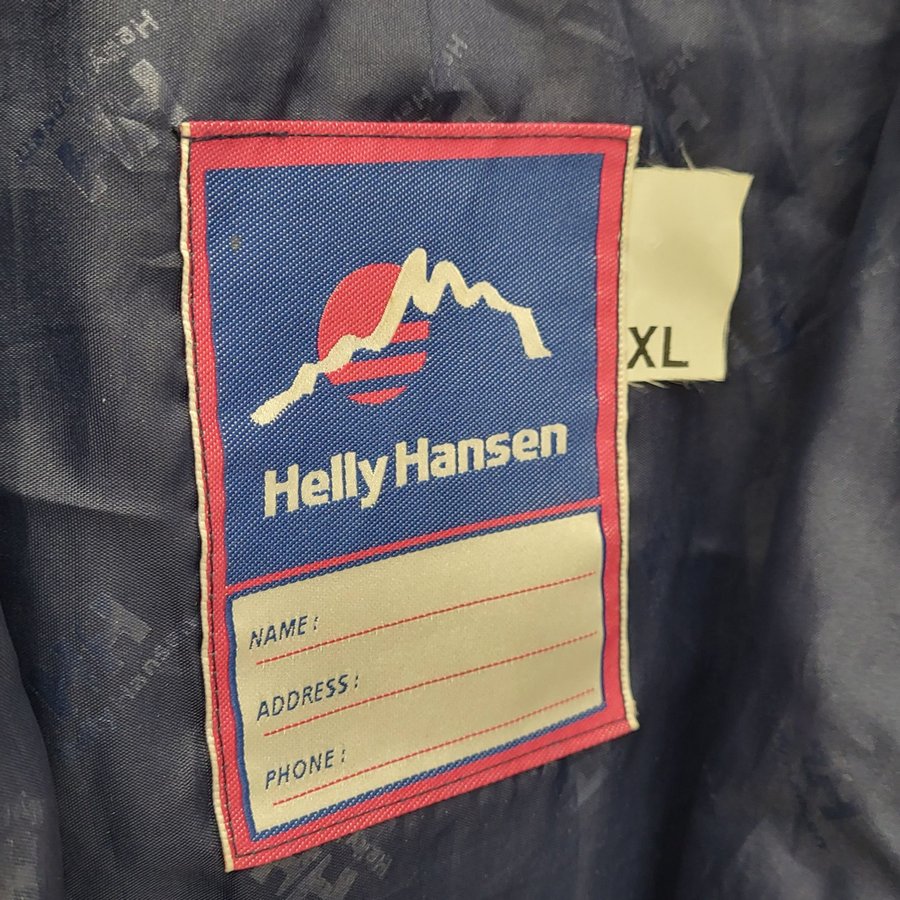 Helly Hansen
XL
NAME:
ADDRESS:
PHONE: